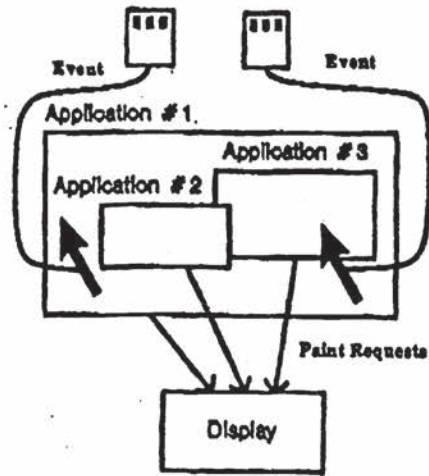 Event
Event
Application #1.
Application #3
Application #2
Paint Requests
Display